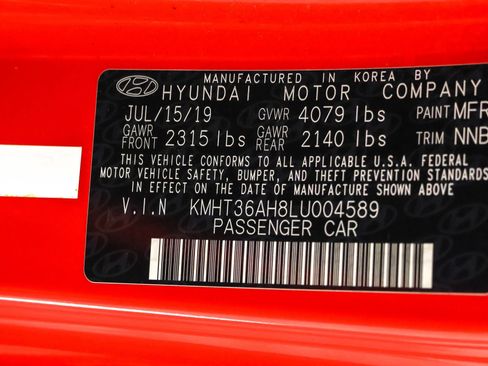 MANUFACTURED IN KOREA BY
HYUNDAI MOTOR COMPANY
JUL/15/19 GVWR 4079 lbs PAINT MFR
GAWR FRONT 2315 lbs GAWR REAR 2140 lbs TRIM NNB
THIS VEHICLE CONFORMS TO ALL APPLICABLE U.S.A. FEDERAL
MOTOR VEHICLE SAFETY, BUMPER, AND THEFT PREVENTION STANDARDS
IN EFFECT ON THE DATE OF MANUFACTURE SHOWN ABOVE
V.I.N KMHT36AH8LU004589
PASSENGER CAR